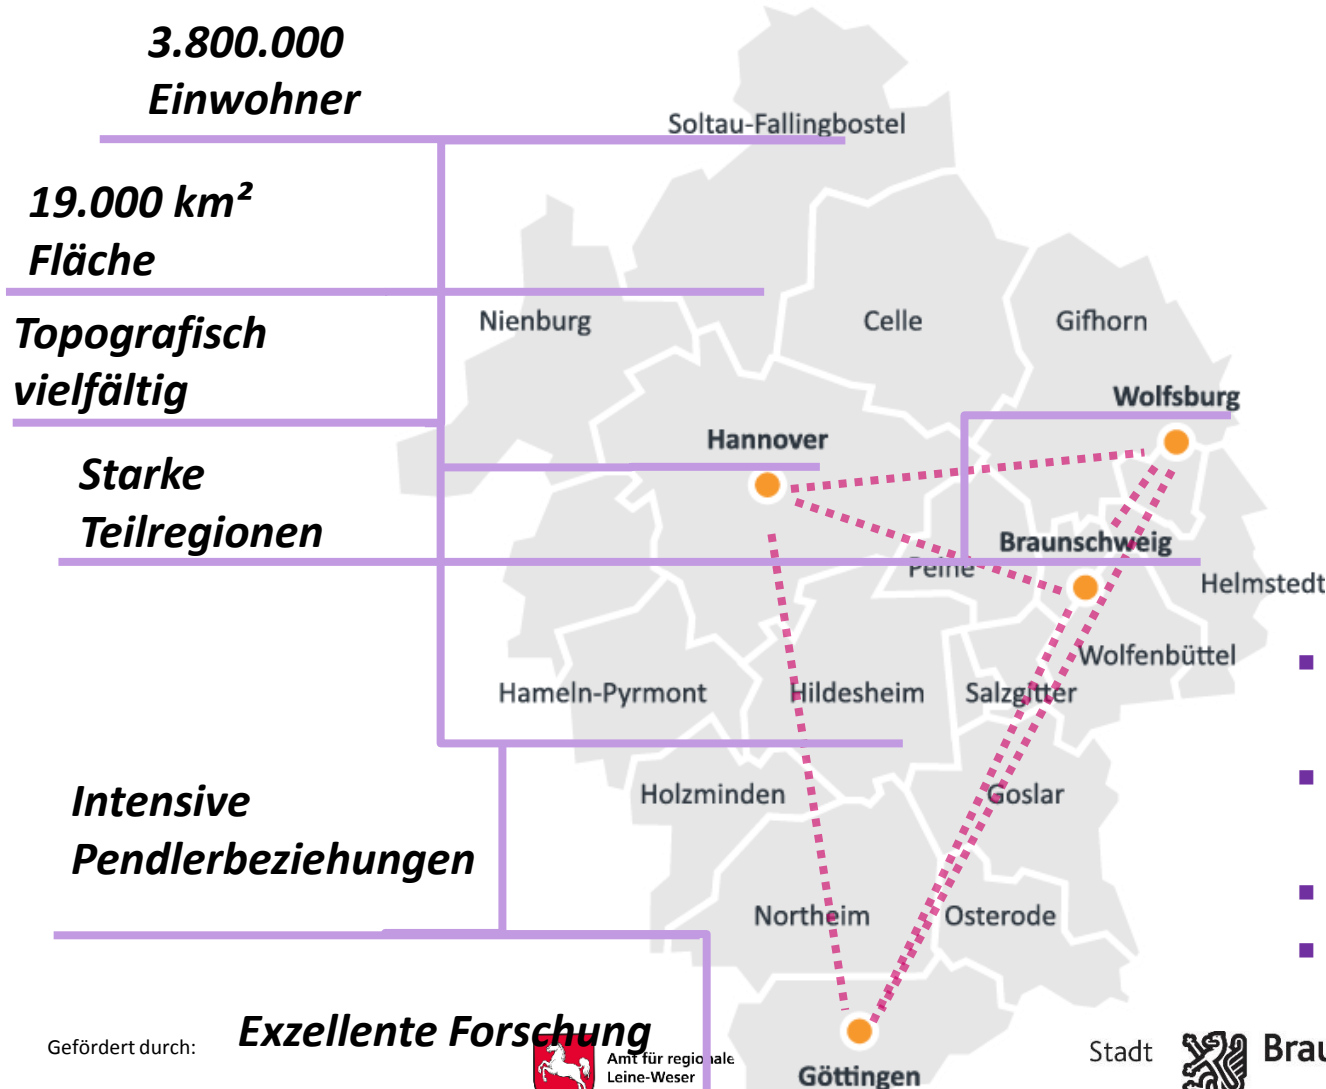 3.800.000
Einwohner
Soltau-Fallingbostel
19.000 km²
Fläche
Topografisch
vielfältig
Nienburg
Celle
Gifhorn
Wolfsburg
Hannover
Starke
Teilregionen
Braunschweig
Peine
Helmstedt
Wolfenbüttel
Hameln-Pyrmont
Hildesheim
Salzgitter
Holzminden
Goslar
Intensive
Pendlerbeziehungen
Northeim
Osterode
Exzellente Forschung
Gefördert durch:
Amt für regionale
Leine-Weser
Göttingen
Stadt
Brau